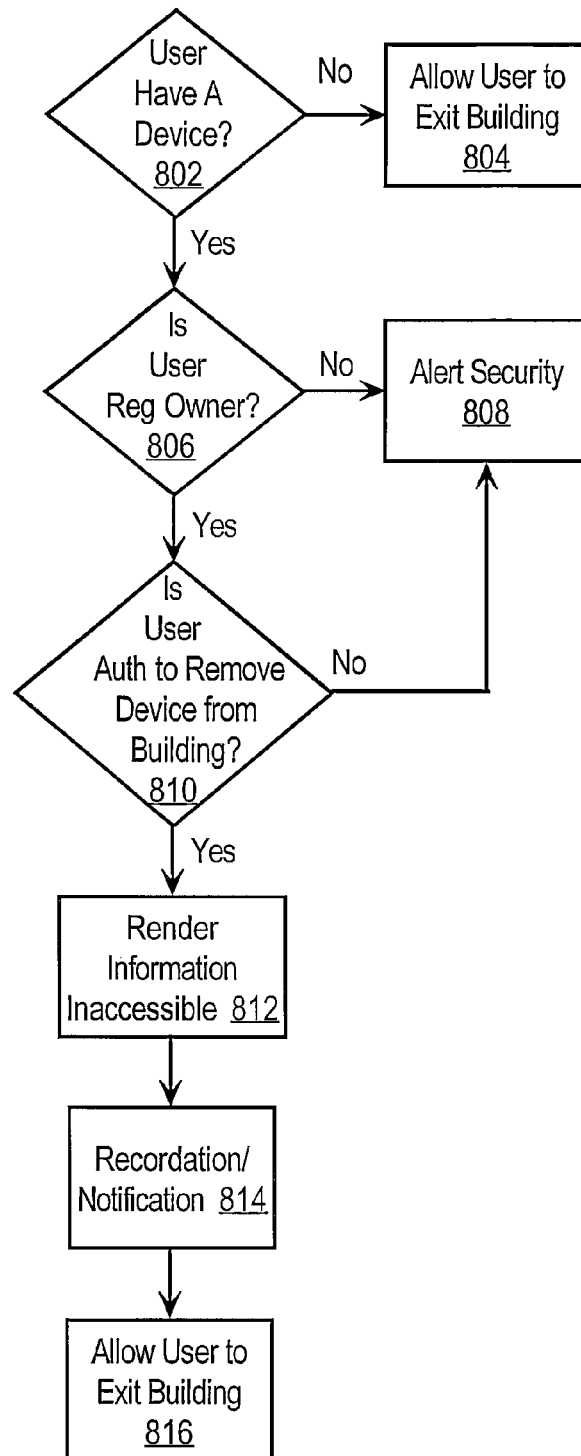 User
Have A
Device?
802
No
Allow User to
Exit Building
804
Yes
Is
User
Reg Owner?
806
No
Alert Security
808
Yes
Is
User
Auth to Remove
Device from
Building?
810
No
Yes
Render
Information
Inaccessible 812
Recordation/
Notification 814
Allow User to
Exit Building
816